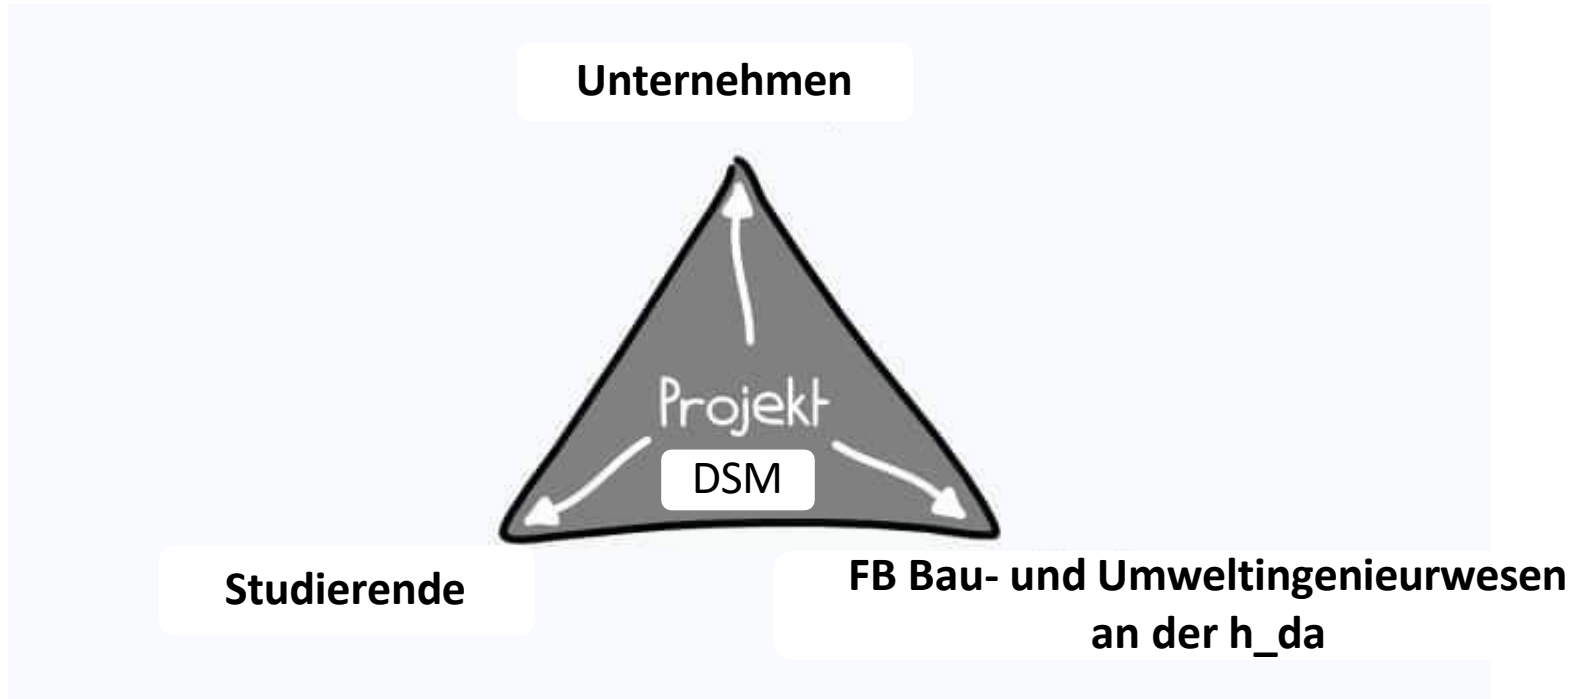 Unternehmen
Projekt
DSM
Studierende
FB Bau- und Umweltingenieurwesen
an der h_da